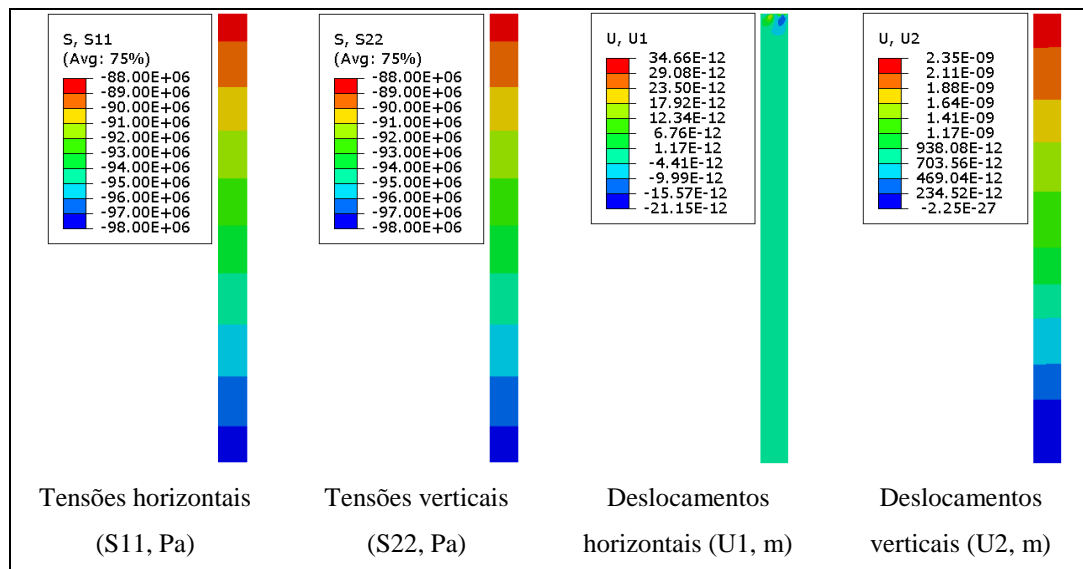 S, S11
(Avg: 75%)
-88.00E+06
-89.00E+06
-90.00E+06
-91.00E+06
-92.00E+06
-93.00E+06
-94.00E+06
-95.00E+06
-96.00E+06
-97.00E+06
-98.00E+06
Tensões horizontais
(S11, Pa)
S, S22
(Avg: 75%)
-88.00E+06
-89.00E+06
-90.00E+06
-91.00E+06
-92.00E+06
-93.00E+06
-94.00E+06
-95.00E+06
-96.00E+06
-97.00E+06
-98.00E+06
Tensões verticais
(S22, Pa)
U, U1
34.66E-12
29.08E-12
23.50E-12
17.92E-12
12.34E-12
6.76E-12
1.17E-12
-4.41E-12
-9.99E-12
-15.57E-12
-21.15E-12
Deslocamentos
horizontais (U1, m)
U, U2
2.35E-09
2.11E-09
1.88E-09
1.64E-09
1.41E-09
1.17E-09
938.08E-12
703.56E-12
469.04E-12
234.52E-12
-2.25E-27
Deslocamentos
verticais (U2, m)